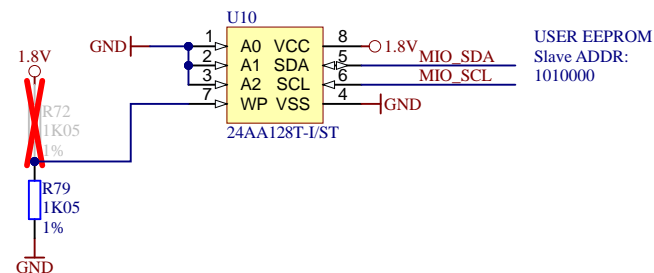 U10
1
A0
VCC
8
1.8V
GND
2
A1
SDA
5
MIO_SDA
3
A2
SCL
6
MIO_SCL
7
WP
VSS
4
GND
24AA128T-I/ST
USER EEPROM
Slave ADDR:
1010000
1.8V
R72
1K05
1%
R79
1K05
1%
GND